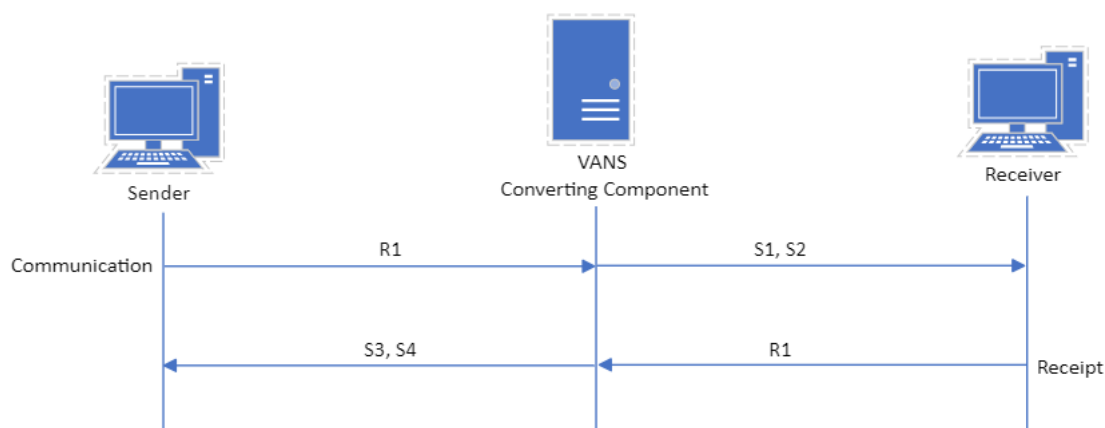 VANS
Converting Component
Sender
Receiver
Communication
R1
S1, S2
S3, S4
R1
Receipt